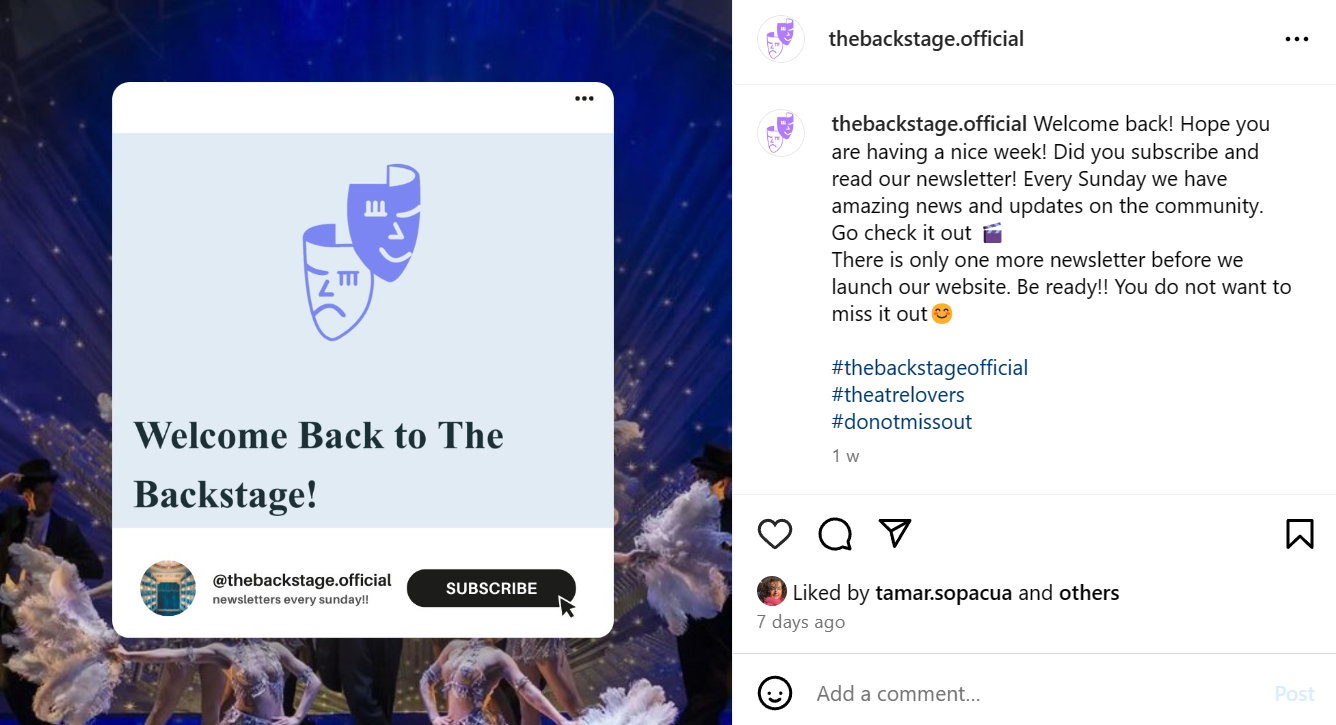 Welcome Back to The
Backstage!
@thebackstage.official
newsletters every sunday!!
SUBSCRIBE
thebackstage.official
thebackstage.official Welcome back! Hope you
are having a nice week! Did you subscribe and
read our newsletter! Every Sunday we have
amazing news and updates on the community.
Go check it out 🎬
There is only one more newsletter before we
launch our website. Be ready!! You do not want to
miss it out😊
#thebackstageofficial
#theatrelovers
#donotmissout
1 w
Liked by tamar.sopacua and others
7 days ago
Add a comment...
Post